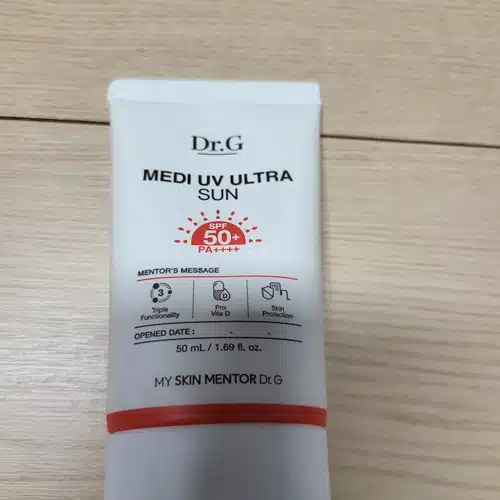 Dr.G
MEDI UV ULTRA
SUN
SPF
50+
PA++++
MENTOR'S MESSAGE
3
Triple
Functionality
Pro
Vita D
Skin
Protection
OPENED DATE : . .
50 mL / 1.69 fl. oz.
MY SKIN MENTOR Dr.G